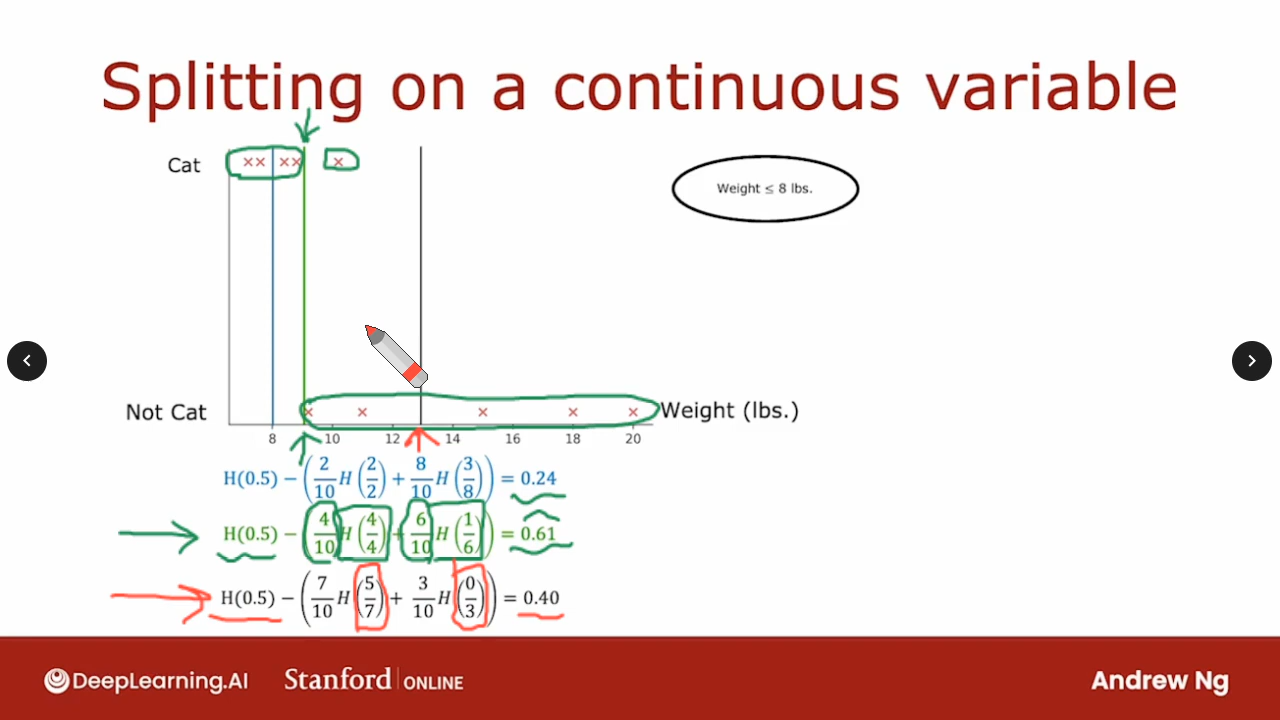 Splitting on a continuous variable
Cat
Weight ≤ 8 lbs.
Not Cat
Weight (lbs.)
8 10 12 14 16 18 20
H(0.5) − (2/10 H (2/2) + 8/10 H (3/8)) = 0.24
H(0.5) − (4/10 H (4/4) + 6/10 H (1/6)) = 0.61
H(0.5) − (7/10 H (5/7) + 3/10 H (0/3)) = 0.40
DeepLearning.AI Stanford ONLINE Andrew Ng